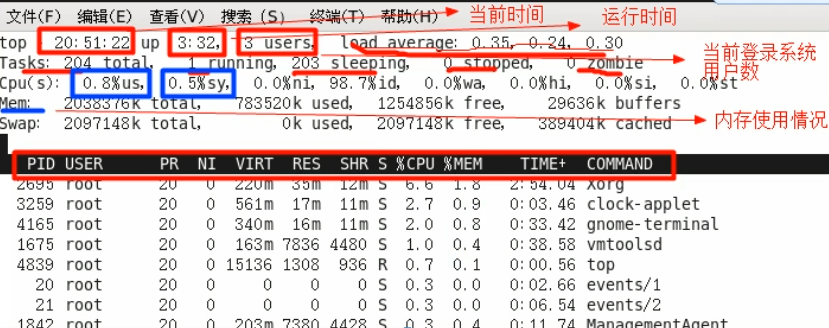 文件(F) 编辑(E) 查看(V) 搜索 (S) 终端(T) 帮助(H)
当前时间
运行时间
top 20:51:22 up 3:32, 3 users, load average: 0.35, 0.24, 0.30
当前登录系统
用户数
Tasks: 204 total, 1 running, 203 sleeping, 0 stopped, 0 zombie
Cpu(s): 0.8%us, 0.5%sy, 0.0%ni, 98.7%id, 0.0%wa, 0.0%hi, 0.0%si, 0.0%st
Mem: 2038376k total, 783520k used, 1254856k free, 29636k buffers
内存使用情况
Swap: 2097148k total, 0k used, 2097148k free, 389404k cached
PID USER PR NI VIRT RES SHR S %CPU %MEM TIME+ COMMAND
2695 root 20 0 220m 35m 12m S 6.6 1.8 2:54.04 Xorg
3259 root 20 0 561m 17m 11m S 2.7 0.9 0:03.46 clock-applet
4165 root 20 0 340m 16m 11m S 2.0 0.8 0:33.42 gnome-terminal
1675 root 20 0 163m 7836 4480 S 1.0 0.4 0:38.58 vmtoolsd
4839 root 20 0 15136 1308 936 R 0.7 0.1 0:00.56 top
20 root 20 0 0 0 0 S 0.3 0.0 0:02.66 events/1
21 root 20 0 0 0 0 S 0.3 0.0 0:06.54 events/2
1842 root 20 0 203m 7380 4428 S 0.3 0.4 0:11.74 ManagementAgent